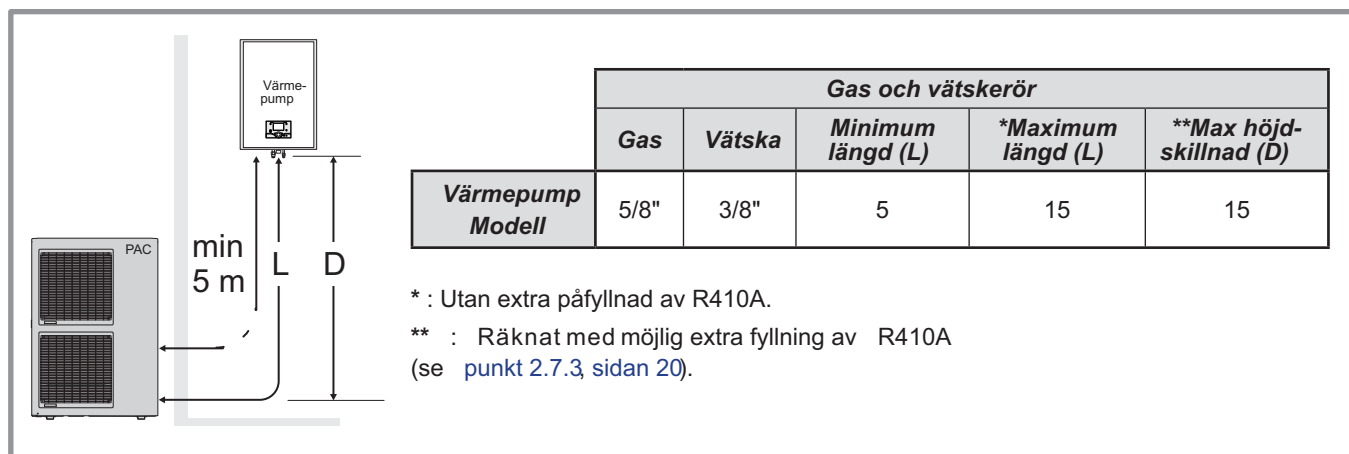 Värme-
pump
PAC
min
5 m
L
D
Gas och vätskerör
Gas
Vätska
Minimum
längd (L)
*Maximum
längd (L)
**Max höjd-
skillnad (D)
Värmepump
Modell
5/8"
3/8"
5
15
15
* : Utan extra påfyllnad av R410A.
** : Räknat med möjlig extra fyllning av R410A
(se punkt 2.7.3, sidan 20).